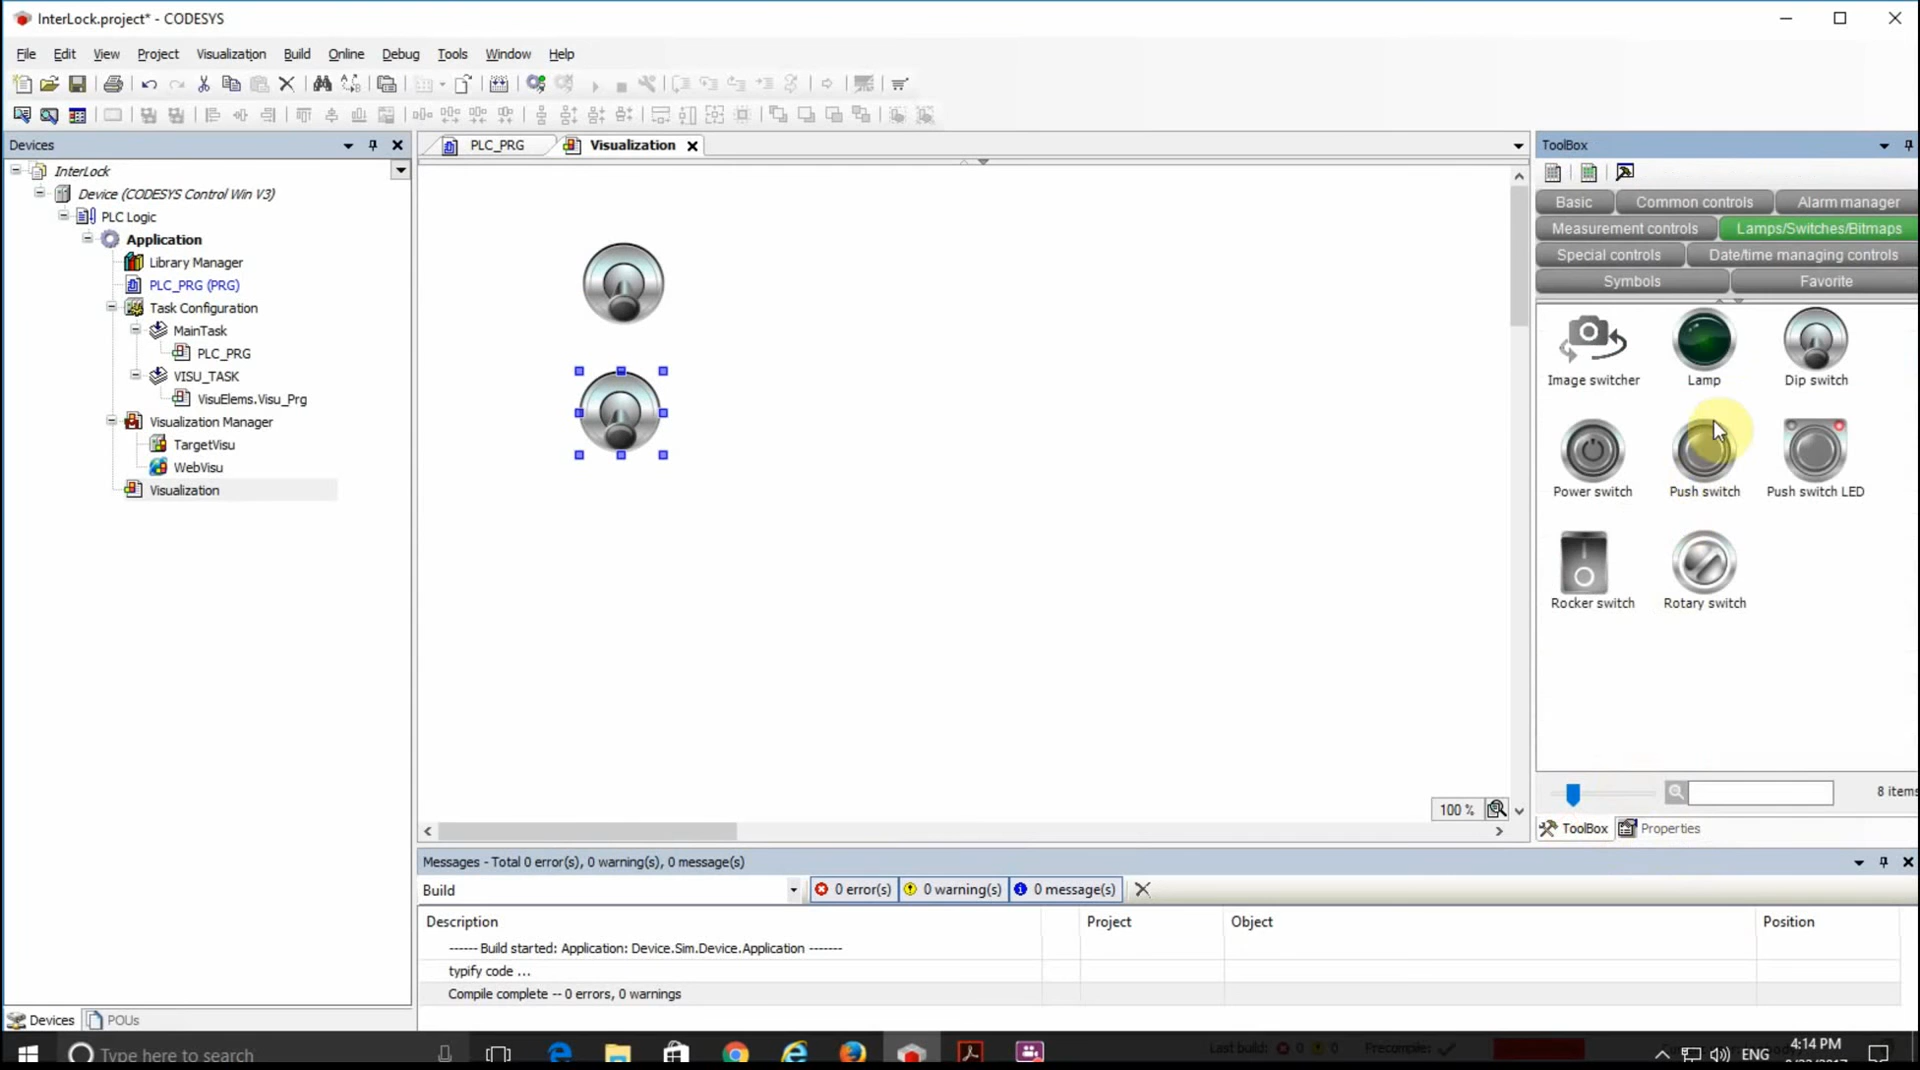 InterLock.project* - CODESYS
File Edit View Project Visualization Build Online Debug Tools Window Help
Devices
InterLock
Device (CODESYS Control Win V3)
PLC Logic
Application
Library Manager
PLC_PRG (PRG)
Task Configuration
MainTask
PLC_PRG
VISU_TASK
VisuElems.Visu_Prg
Visualization Manager
TargetVisu
WebVisu
Visualization
Devices POUs
PLC_PRG Visualization
100 %
ToolBox
Basic Common controls Alarm manager
Measurement controls Lamps/Switches/Bitmaps
Special controls Date/time managing controls
Symbols Favorite
Image switcher Lamp Dip switch
Power switch Push switch Push switch LED
Rocker switch Rotary switch
8 items
ToolBox Properties
Messages - Total 0 error(s), 0 warning(s), 0 message(s)
Build 0 error(s) 0 warning(s) 0 message(s)
Description Project Object Position
------ Build started: Application: Device.Sim.Device.Application -------
typify code ...
Compile complete -- 0 errors, 0 warnings
Last build: 0 0 Precompile:
Type here to search
ENG
4:14 PM